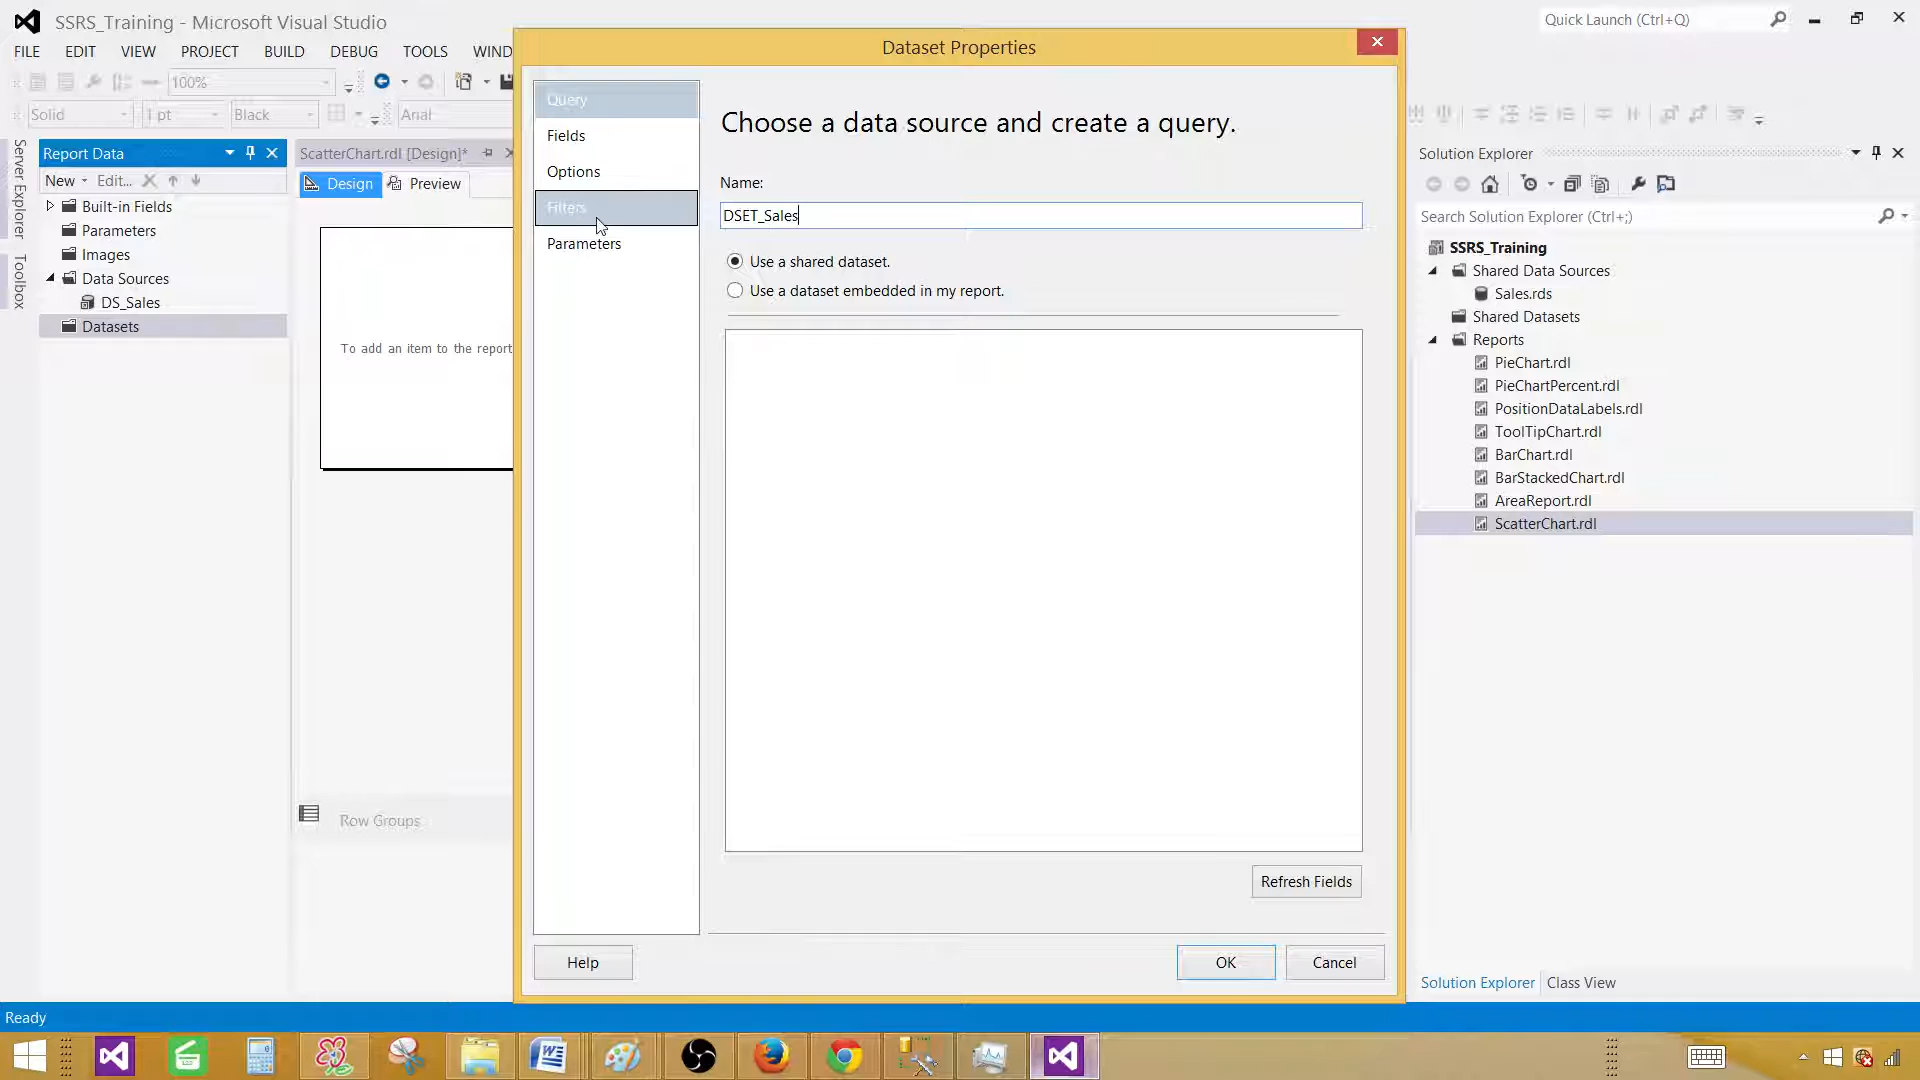 SSRS_Training - Microsoft Visual Studio
Quick Launch (Ctrl+Q)
FILE EDIT VIEW PROJECT BUILD DEBUG TOOLS WIND
100%
Solid 1 pt Black Arial
Dataset Properties
Query
Fields
Options
Filters
Parameters
Choose a data source and create a query.
Name:
DSET_Sales
Use a shared dataset.
Use a dataset embedded in my report.
Refresh Fields
Help
OK
Cancel
Server Explorer
Toolbox
Report Data
New Edit...
Built-in Fields
Parameters
Images
Data Sources
DS_Sales
Datasets
ScatterChart.rdl [Design]*
Design Preview
To add an item to the report
Row Groups
Solution Explorer
Search Solution Explorer (Ctrl+;)
SSRS_Training
Shared Data Sources
Sales.rds
Shared Datasets
Reports
PieChart.rdl
PieChartPercent.rdl
PositionDataLabels.rdl
ToolTipChart.rdl
BarChart.rdl
BarStackedChart.rdl
AreaReport.rdl
ScatterChart.rdl
Solution Explorer Class View
Ready